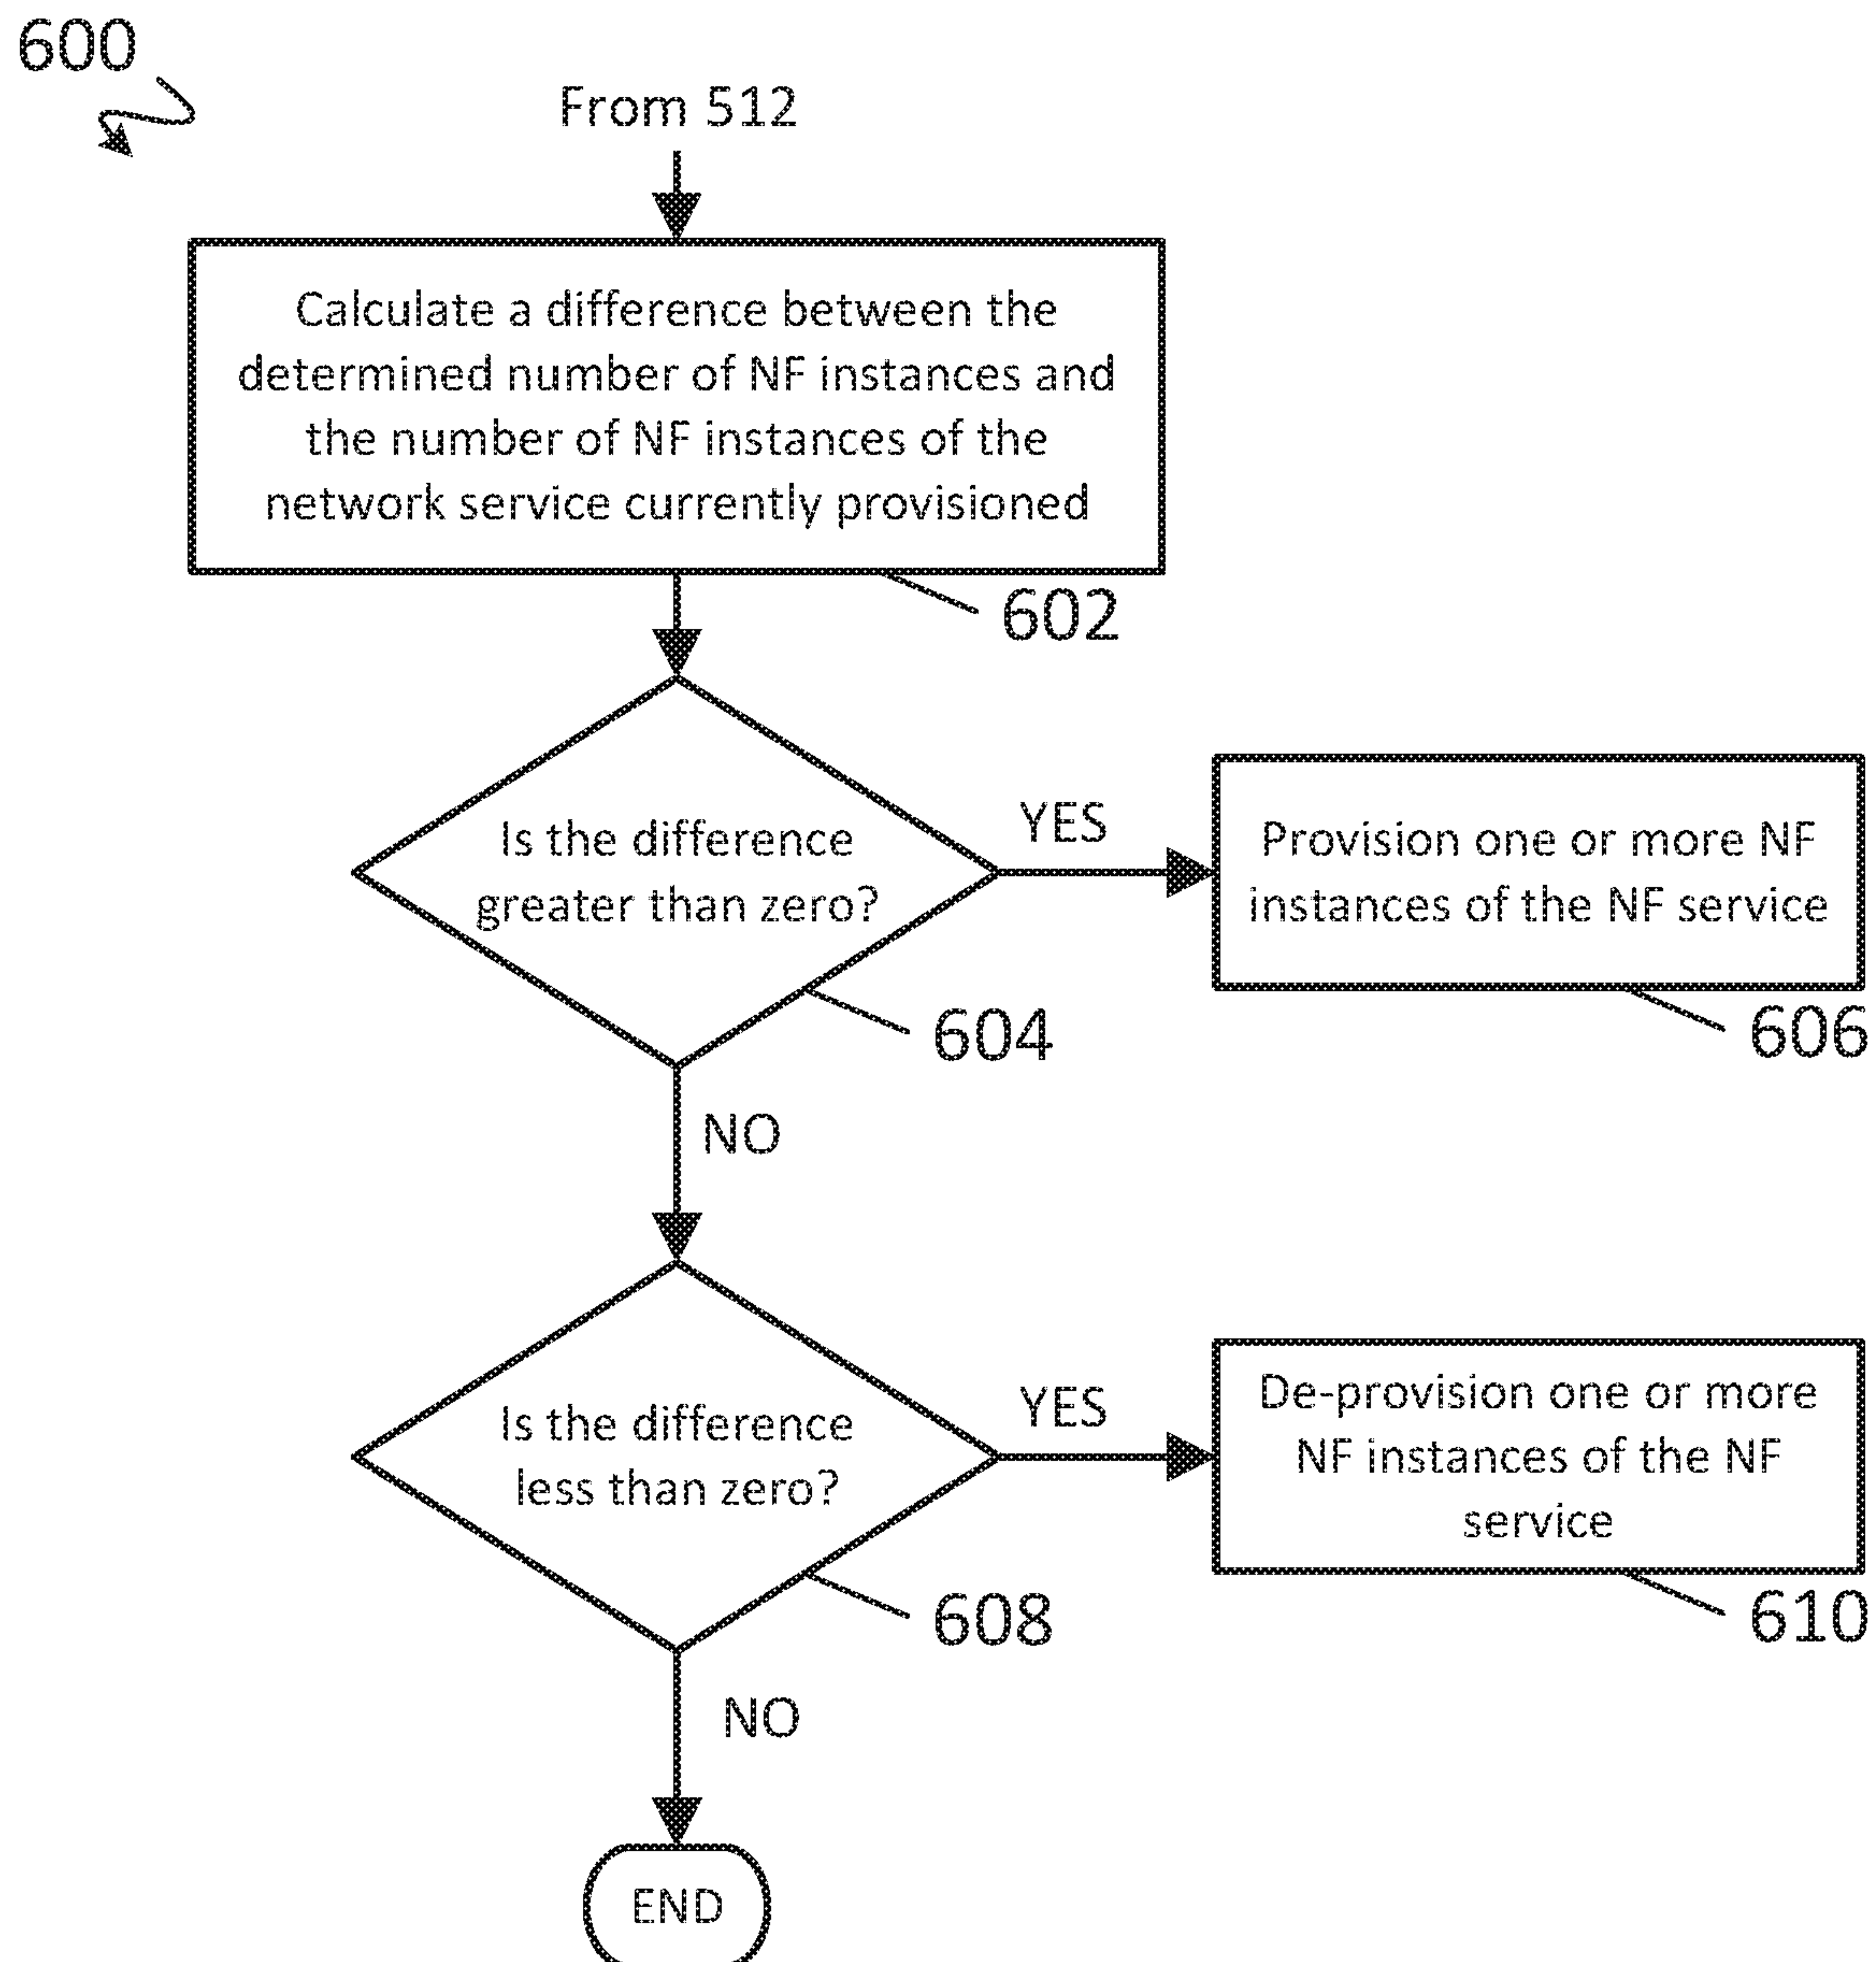 600
From 512
Calculate a difference between the
determined number of NF instances and
the number of NF instances of the
network service currently provisioned
602
Is the difference
greater than zero?
YES
604
Provision one or more NF
instances of the NF service
606
NO
Is the difference
less than zero?
YES
608
De-provision one or more
NF instances of the NF
service
610
NO
END